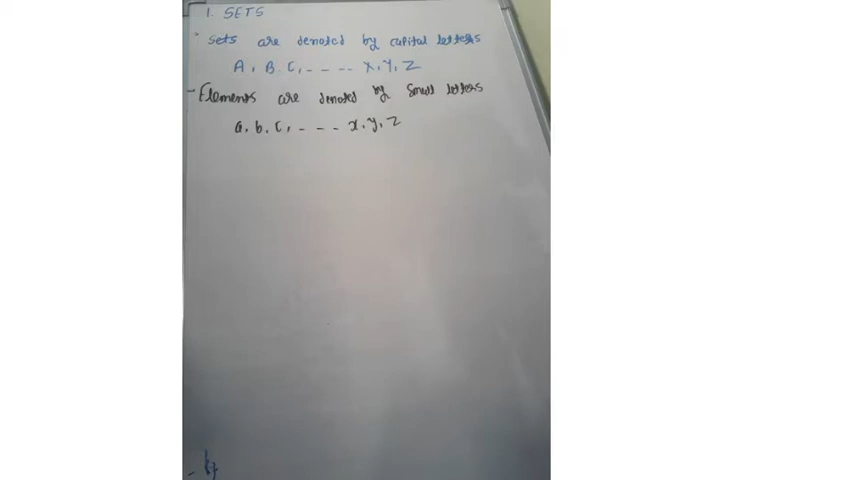 1. SETS
- Sets are denoted by capital letters
A, B. C, - - - - X, Y, Z
- Elements are denoted by Small letters
a, b, c, - - - x, y, z